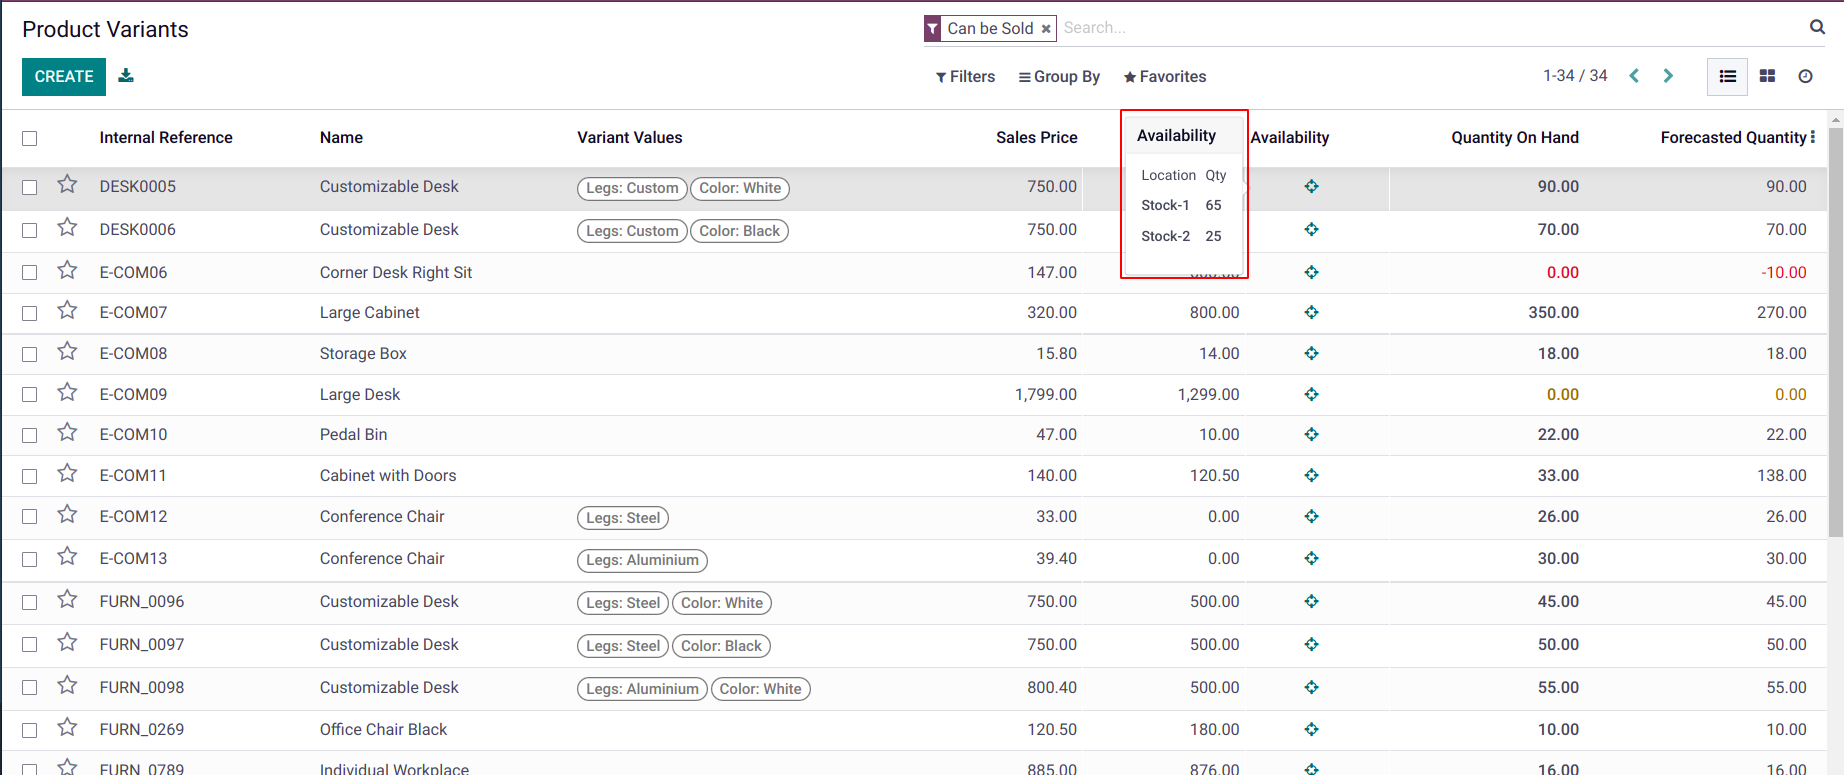 Product Variants
Can be Sold ✖ Search...
CREATE
Filters Group By Favorites 1-34 / 34
Internal Reference Name Variant Values Sales Price Availability Quantity On Hand Forecasted Quantity
Availability
Location Qty
Stock-1 65
Stock-2 25
DESK0005 Customizable Desk Legs: Custom Color: White 750.00 90.00 90.00
DESK0006 Customizable Desk Legs: Custom Color: Black 750.00 70.00 70.00
E-COM06 Corner Desk Right Sit 147.00 0.00 -10.00
E-COM07 Large Cabinet 320.00 800.00 350.00 270.00
E-COM08 Storage Box 15.80 14.00 18.00 18.00
E-COM09 Large Desk 1,799.00 1,299.00 0.00 0.00
E-COM10 Pedal Bin 47.00 10.00 22.00 22.00
E-COM11 Cabinet with Doors 140.00 120.50 33.00 138.00
E-COM12 Conference Chair Legs: Steel 33.00 0.00 26.00 26.00
E-COM13 Conference Chair Legs: Aluminium 39.40 0.00 30.00 30.00
FURN_0096 Customizable Desk Legs: Steel Color: White 750.00 500.00 45.00 45.00
FURN_0097 Customizable Desk Legs: Steel Color: Black 750.00 500.00 50.00 50.00
FURN_0098 Customizable Desk Legs: Aluminium Color: White 800.40 500.00 55.00 55.00
FURN_0269 Office Chair Black 120.50 180.00 10.00 10.00
FURN_0789 Individual Workplace 885.00 876.00 16.00 16.00